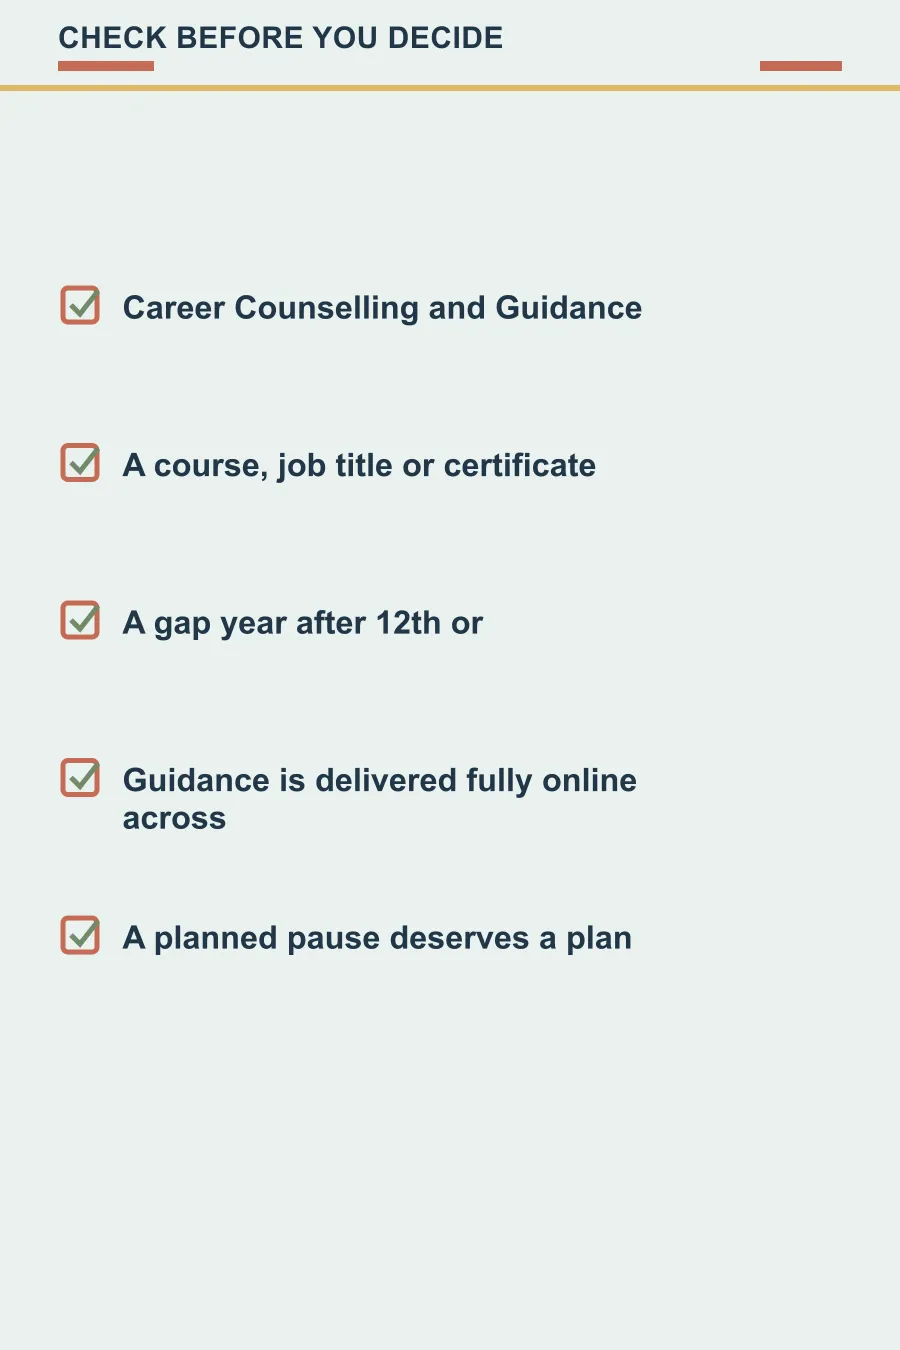 CHECK BEFORE YOU DECIDE
Career Counselling and Guidance
A course, job title or certificate
A gap year after 12th or
Guidance is delivered fully online
across
A planned pause deserves a plan